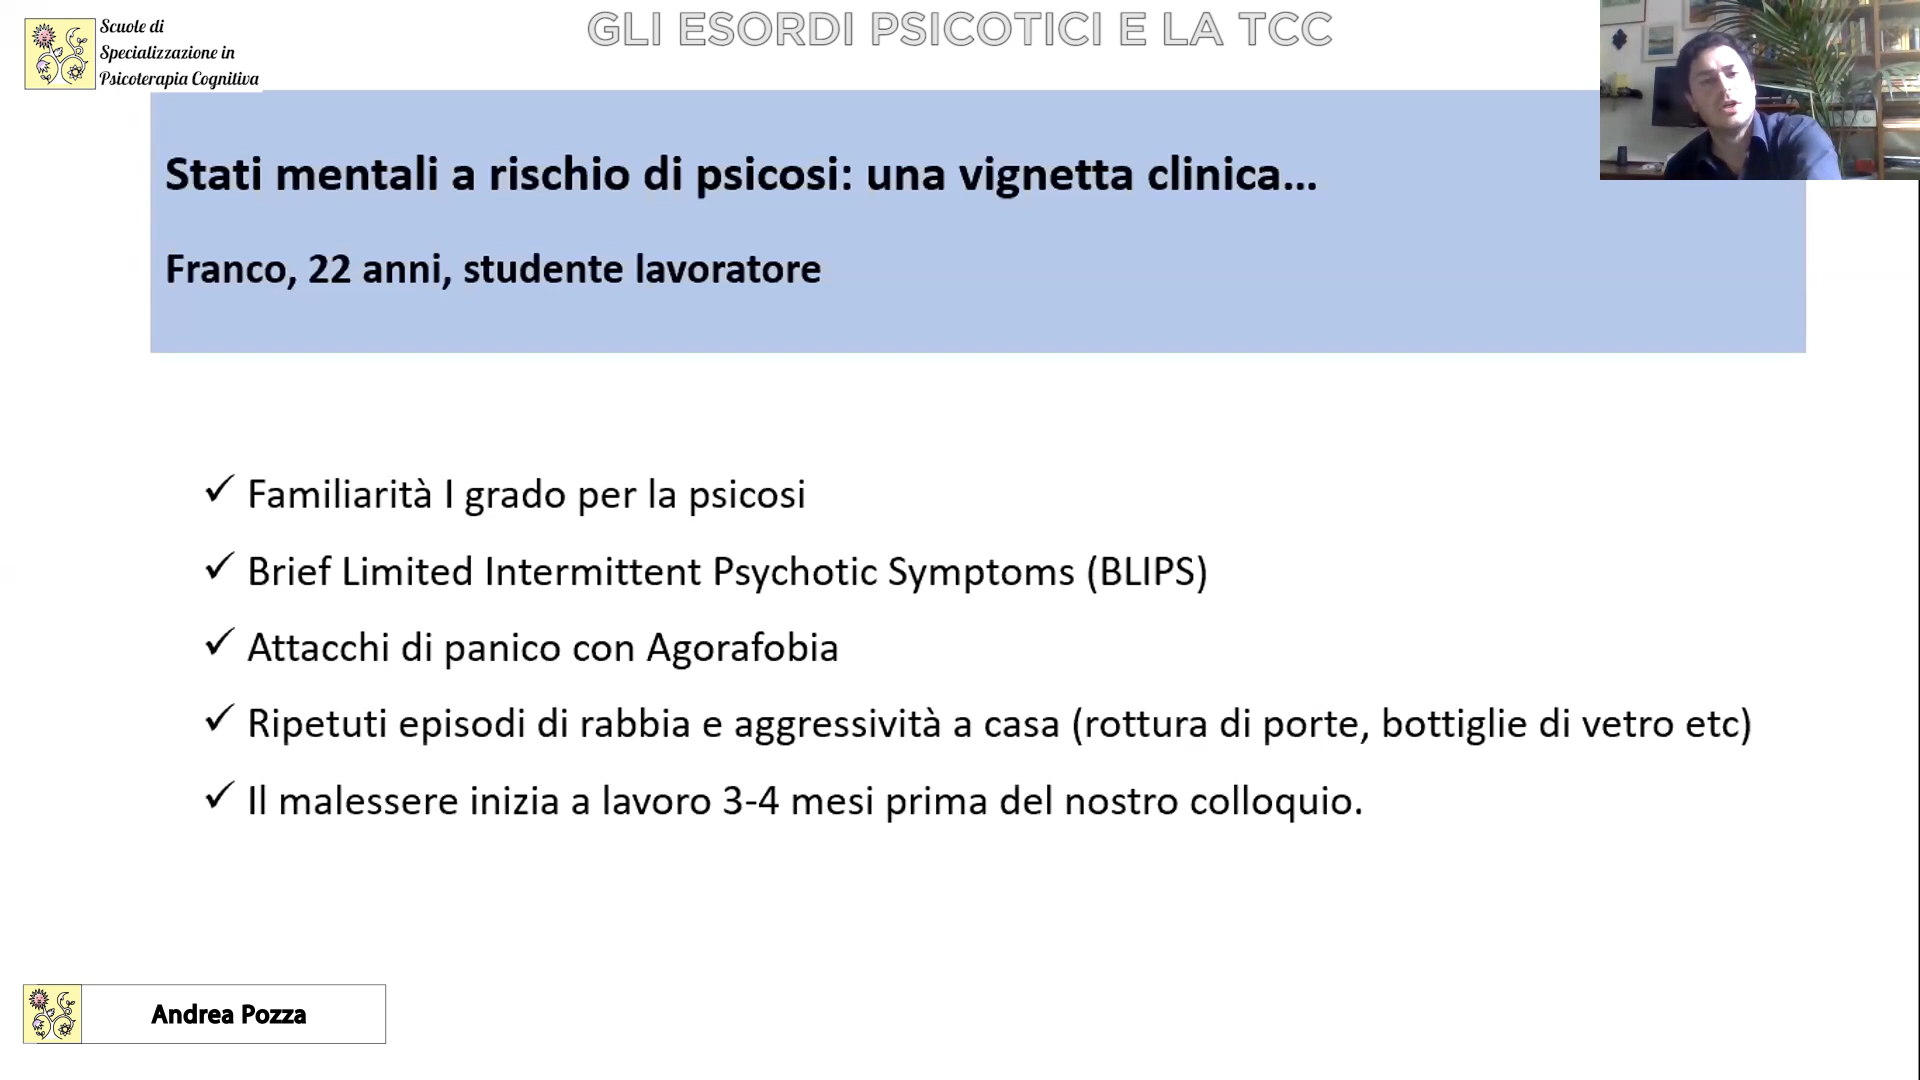 Scuole di
Specializzazione in
Psicoterapia Cognitiva
GLI ESORDI PSICOTICI E LA TCC
Stati mentali a rischio di psicosi: una vignetta clinica...
Franco, 22 anni, studente lavoratore
✓ Familiarità I grado per la psicosi
✓ Brief Limited Intermittent Psychotic Symptoms (BLIPS)
✓ Attacchi di panico con Agorafobia
✓ Ripetuti episodi di rabbia e aggressività a casa (rottura di porte, bottiglie di vetro etc)
✓ Il malessere inizia a lavoro 3-4 mesi prima del nostro colloquio.
Andrea Pozza